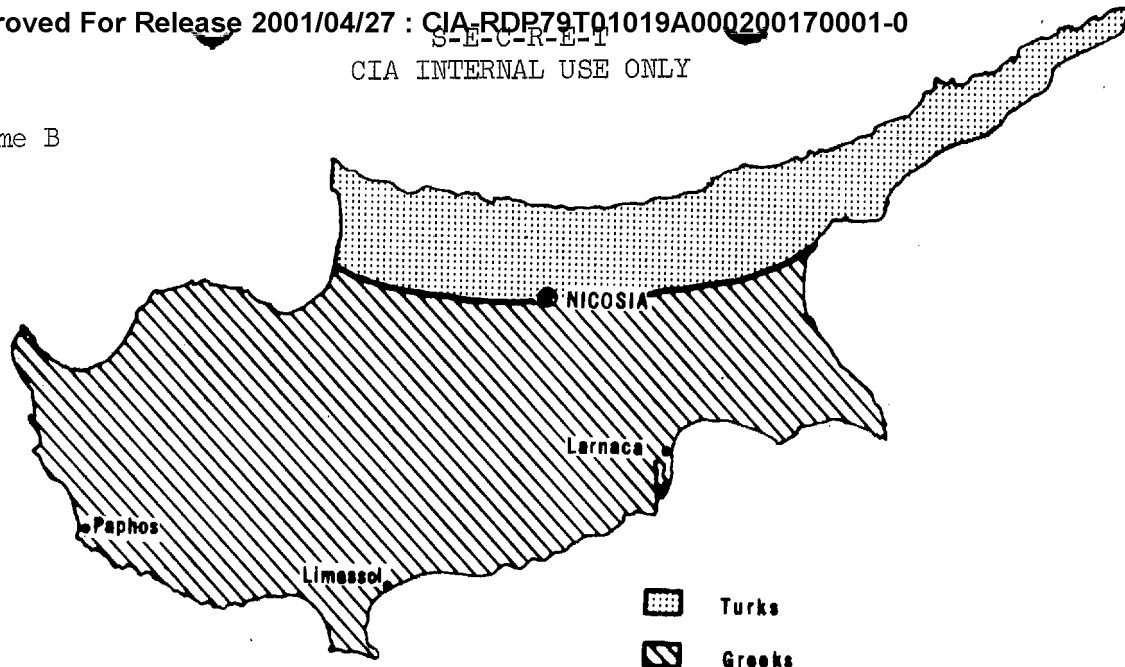 roved For Release 2001/04/27 : CIA-RDP79T01019A000200170001-0
S-E-C-R-E-T
CIA INTERNAL USE ONLY
me B
NICOSIA
Larnaca
Paphos
Limassol
Turks
Greeks